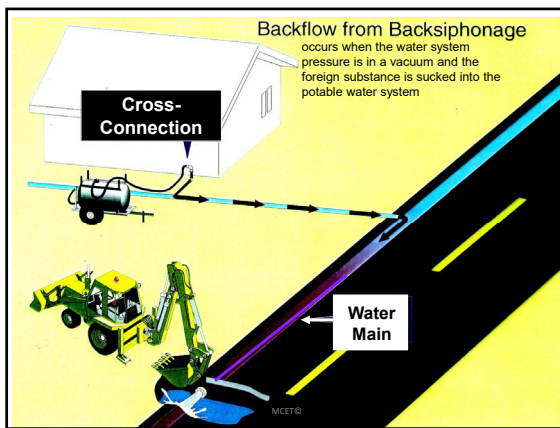 Backflow from Backsiphonage
occurs when the water system
pressure is in a vacuum and the
foreign substance is sucked into the
potable water system
Cross-
Connection
Water
Main
MCET©